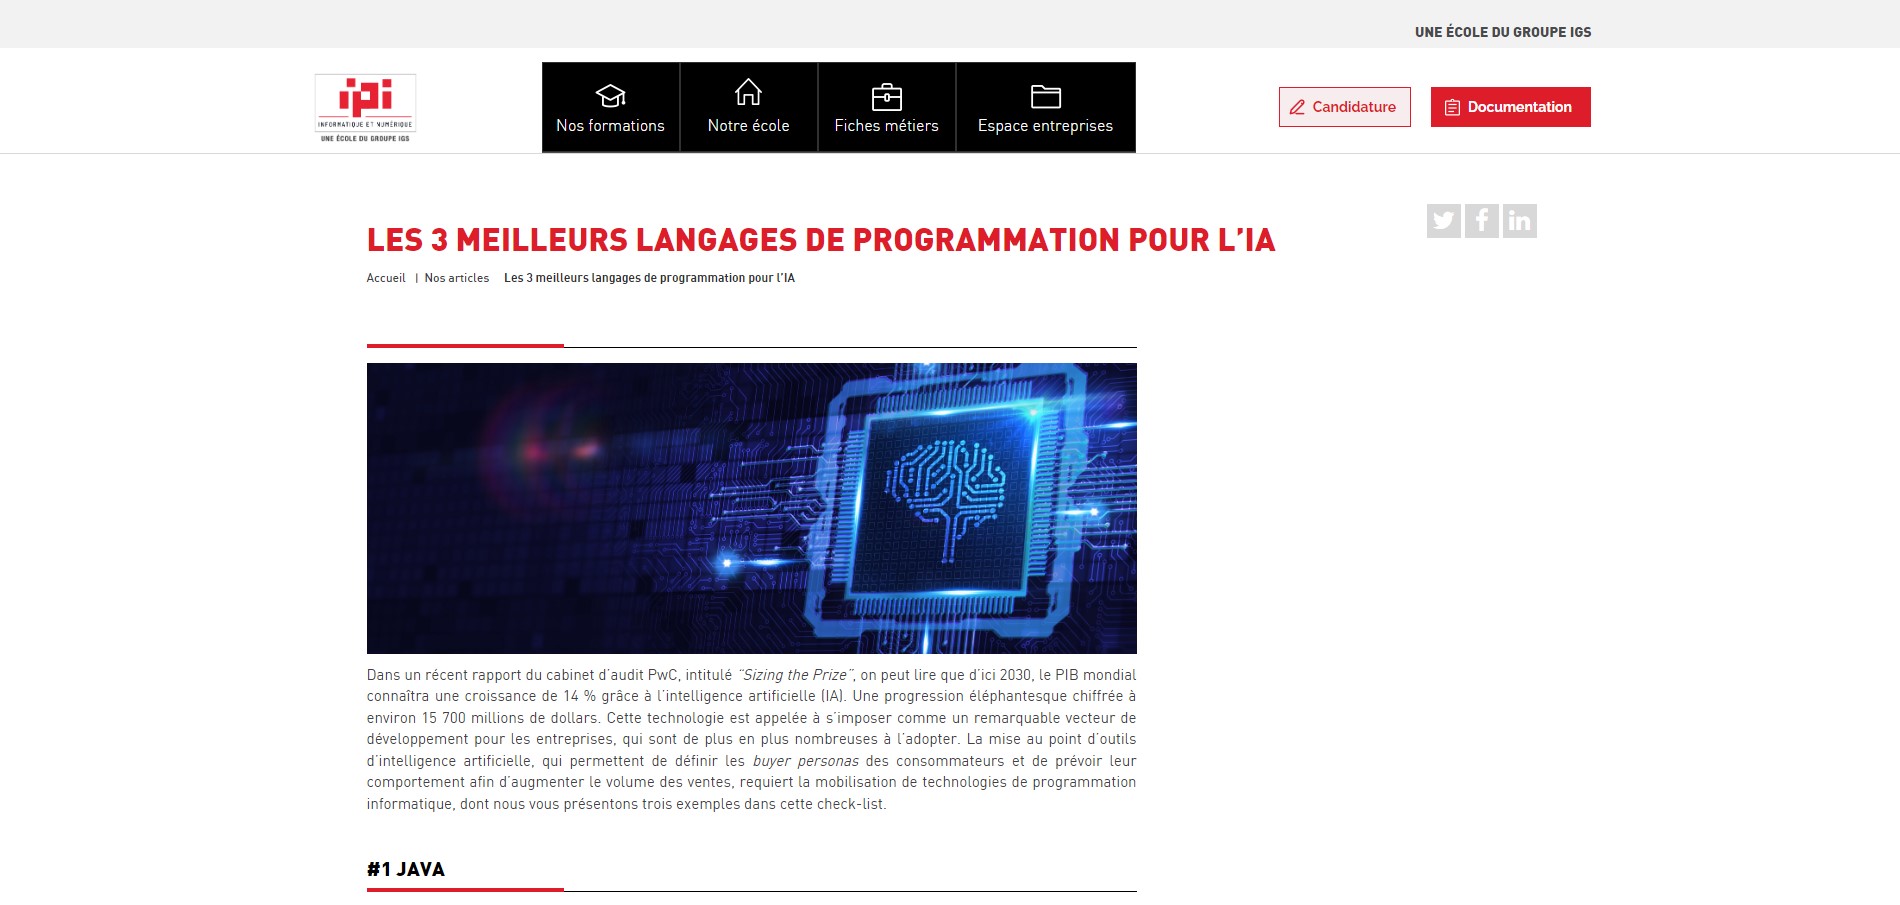 UNE ÉCOLE DU GROUPE IGS
ipi
INFORMATIQUE ET NUMÉRIQUE
UNE ÉCOLE DU GROUPE IGS
Nos formations
Notre école
Fiches métiers
Espace entreprises
Candidature
Documentation
LES 3 MEILLEURS LANGAGES DE PROGRAMMATION POUR L’IA
Accueil | Nos articles Les 3 meilleurs langages de programmation pour l’IA
Dans un récent rapport du cabinet d’audit PwC, intitulé “Sizing the Prize”, on peut lire que d’ici 2030, le PIB mondial
connaîtra une croissance de 14 % grâce à l’intelligence artificielle (IA). Une progression éléphantesque chiffrée à
environ 15 700 millions de dollars. Cette technologie est appelée à s’imposer comme un remarquable vecteur de
développement pour les entreprises, qui sont de plus en plus nombreuses à l’adopter. La mise au point d’outils
d’intelligence artificielle, qui permettent de définir les buyer personas des consommateurs et de prévoir leur
comportement afin d’augmenter le volume des ventes, requiert la mobilisation de technologies de programmation
informatique, dont nous vous présentons trois exemples dans cette check-list.
#1 JAVA